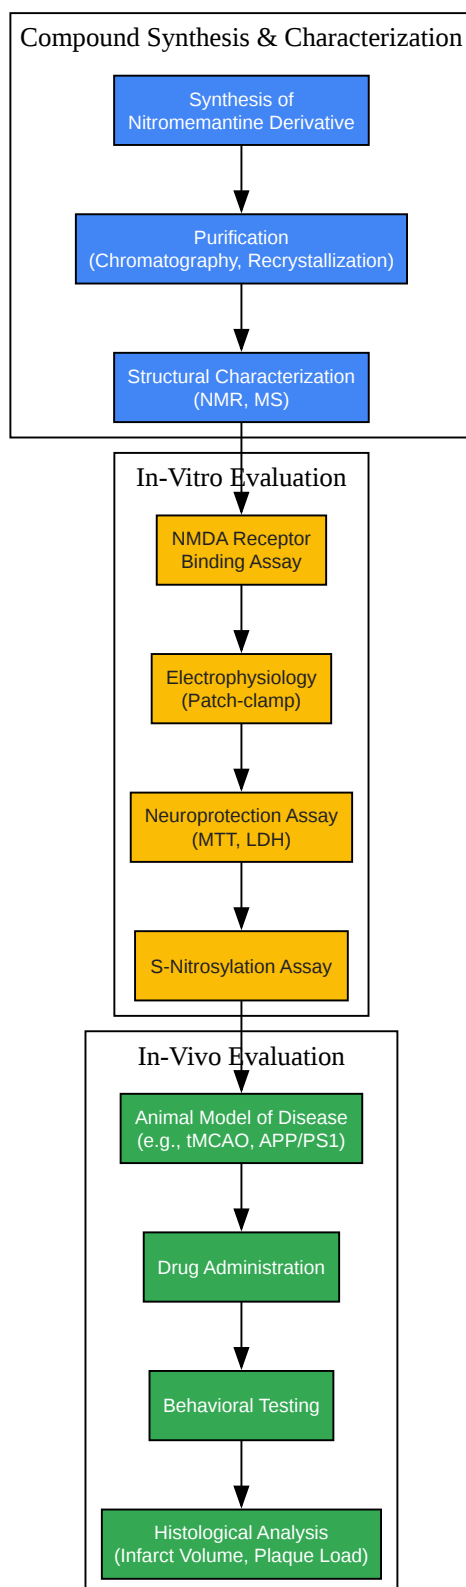 Compound Synthesis & Characterization
Synthesis of
Nitromemantine Derivative
Purification
(Chromatography, Recrystallization)
Structural Characterization
(NMR, MS)
In-Vitro Evaluation
NMDA Receptor
Binding Assay
Electrophysiology
(Patch-clamp)
Neuroprotection Assay
(MTT, LDH)
S-Nitrosylation Assay
In-Vivo Evaluation
Animal Model of Disease
(e.g., tMCAO, APP/PS1)
Drug Administration
Behavioral Testing
Histological Analysis
(Infarct Volume, Plaque Load)